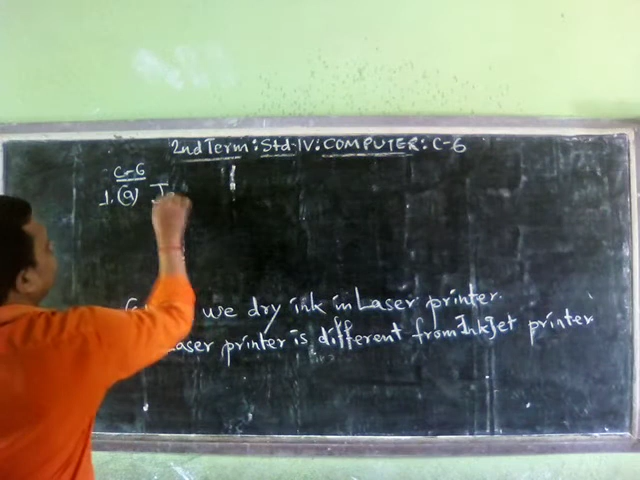 2nd Term: Std-IV: COMPUTER: C-6
C-6
1. (a)
we dry ink in Laser printer.
Laser printer is different from InkJet printer